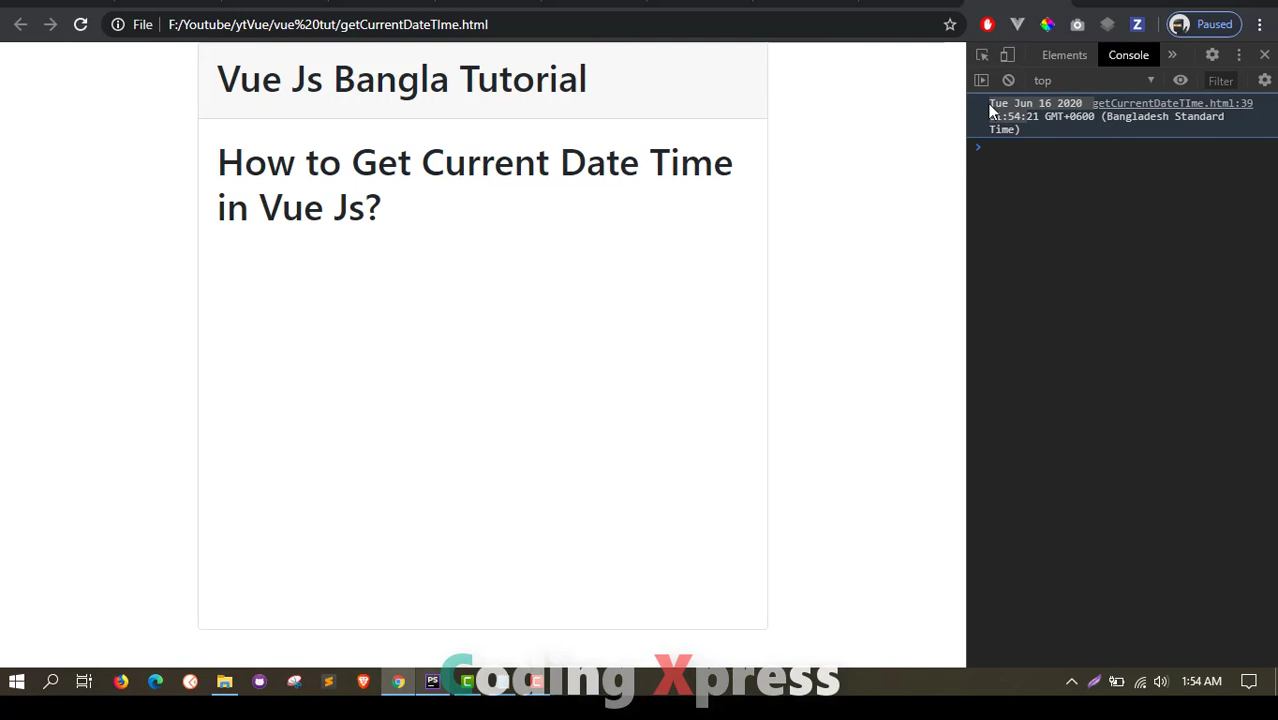 File
F:/Youtube/ytVue/vue%20tut/getCurrentDateTIme.html
Paused
Vue Js Bangla Tutorial
How to Get Current Date Time
in Vue Js?
Elements
Console
top
Filter
Tue Jun 16 2020 getCurrentDateTIme.html:39
:54:21 GMT+0600 (Bangladesh Standard
Time)
Coding Xpress
1:54 AM